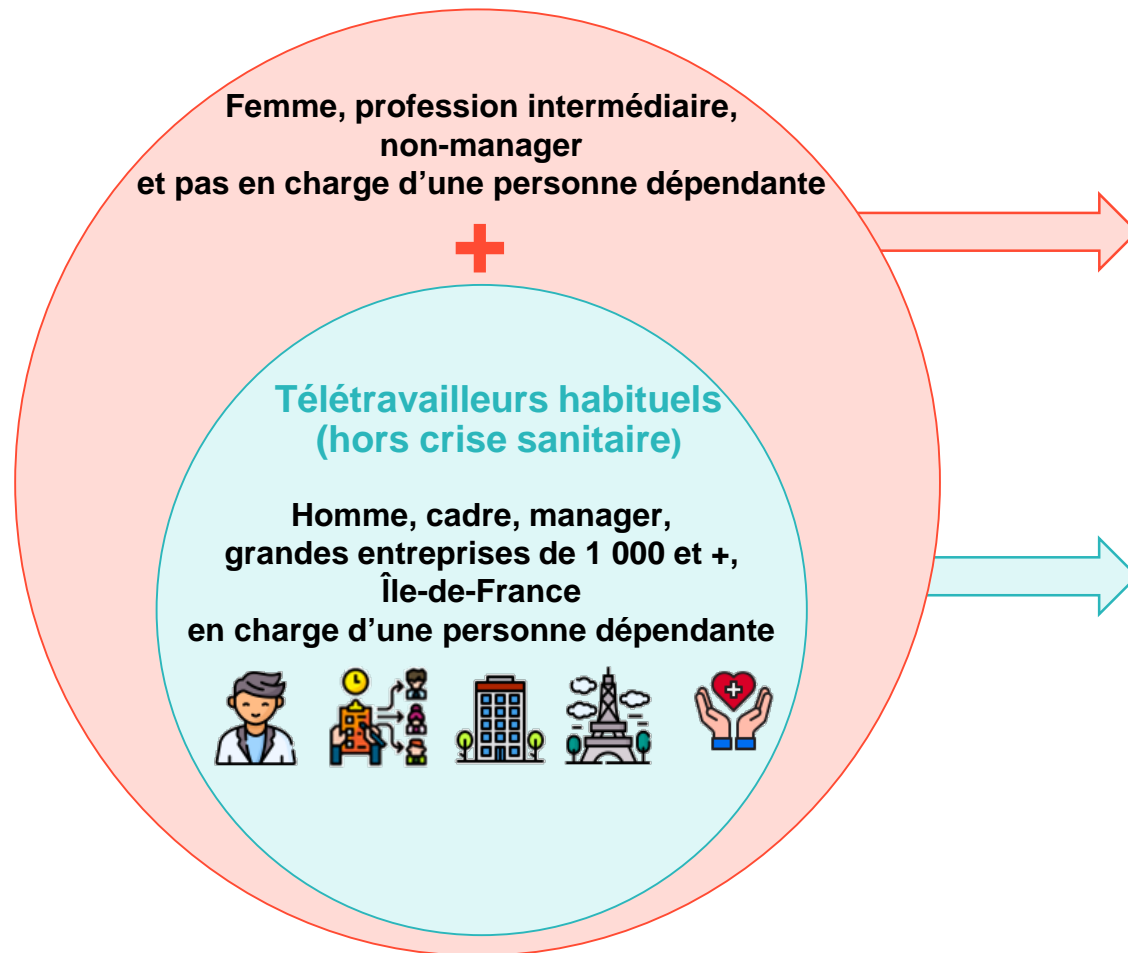 Femme, profession intermédiaire,
non-manager
et pas en charge d’une personne dépendante
+
Télétravailleurs habituels
(hors crise sanitaire)
Homme, cadre, manager,
grandes entreprises de 1 000 et +,
Île-de-France
en charge d’une personne dépendante